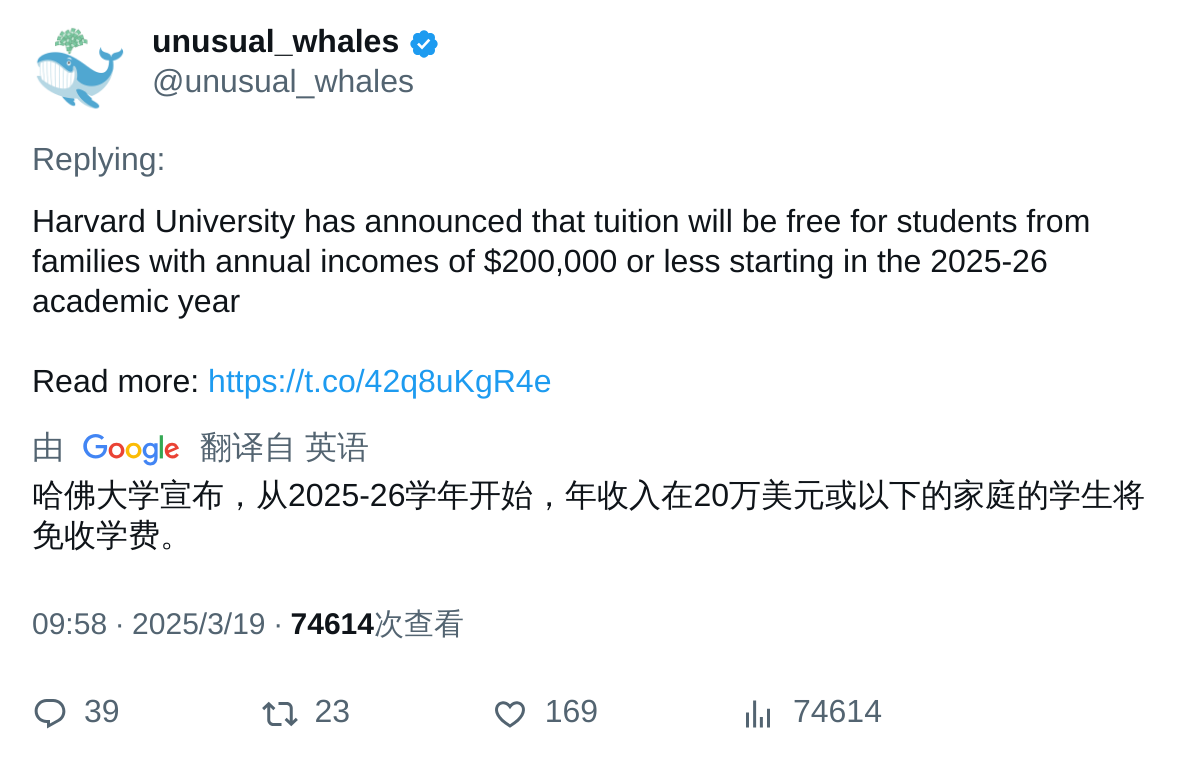 unusual_whales
@unusual_whales
Replying:
Harvard University has announced that tuition will be free for students from
families with annual incomes of $200,000 or less starting in the 2025-26
academic year
Read more: https://t.co/42q8uKgR4e
由 Google 翻译自 英语
哈佛大学宣布，从2025-26学年开始，年收入在20万美元或以下的家庭的学生将
免收学费。
09:58 · 2025/3/19 · 74614次查看
39 23 169 74614